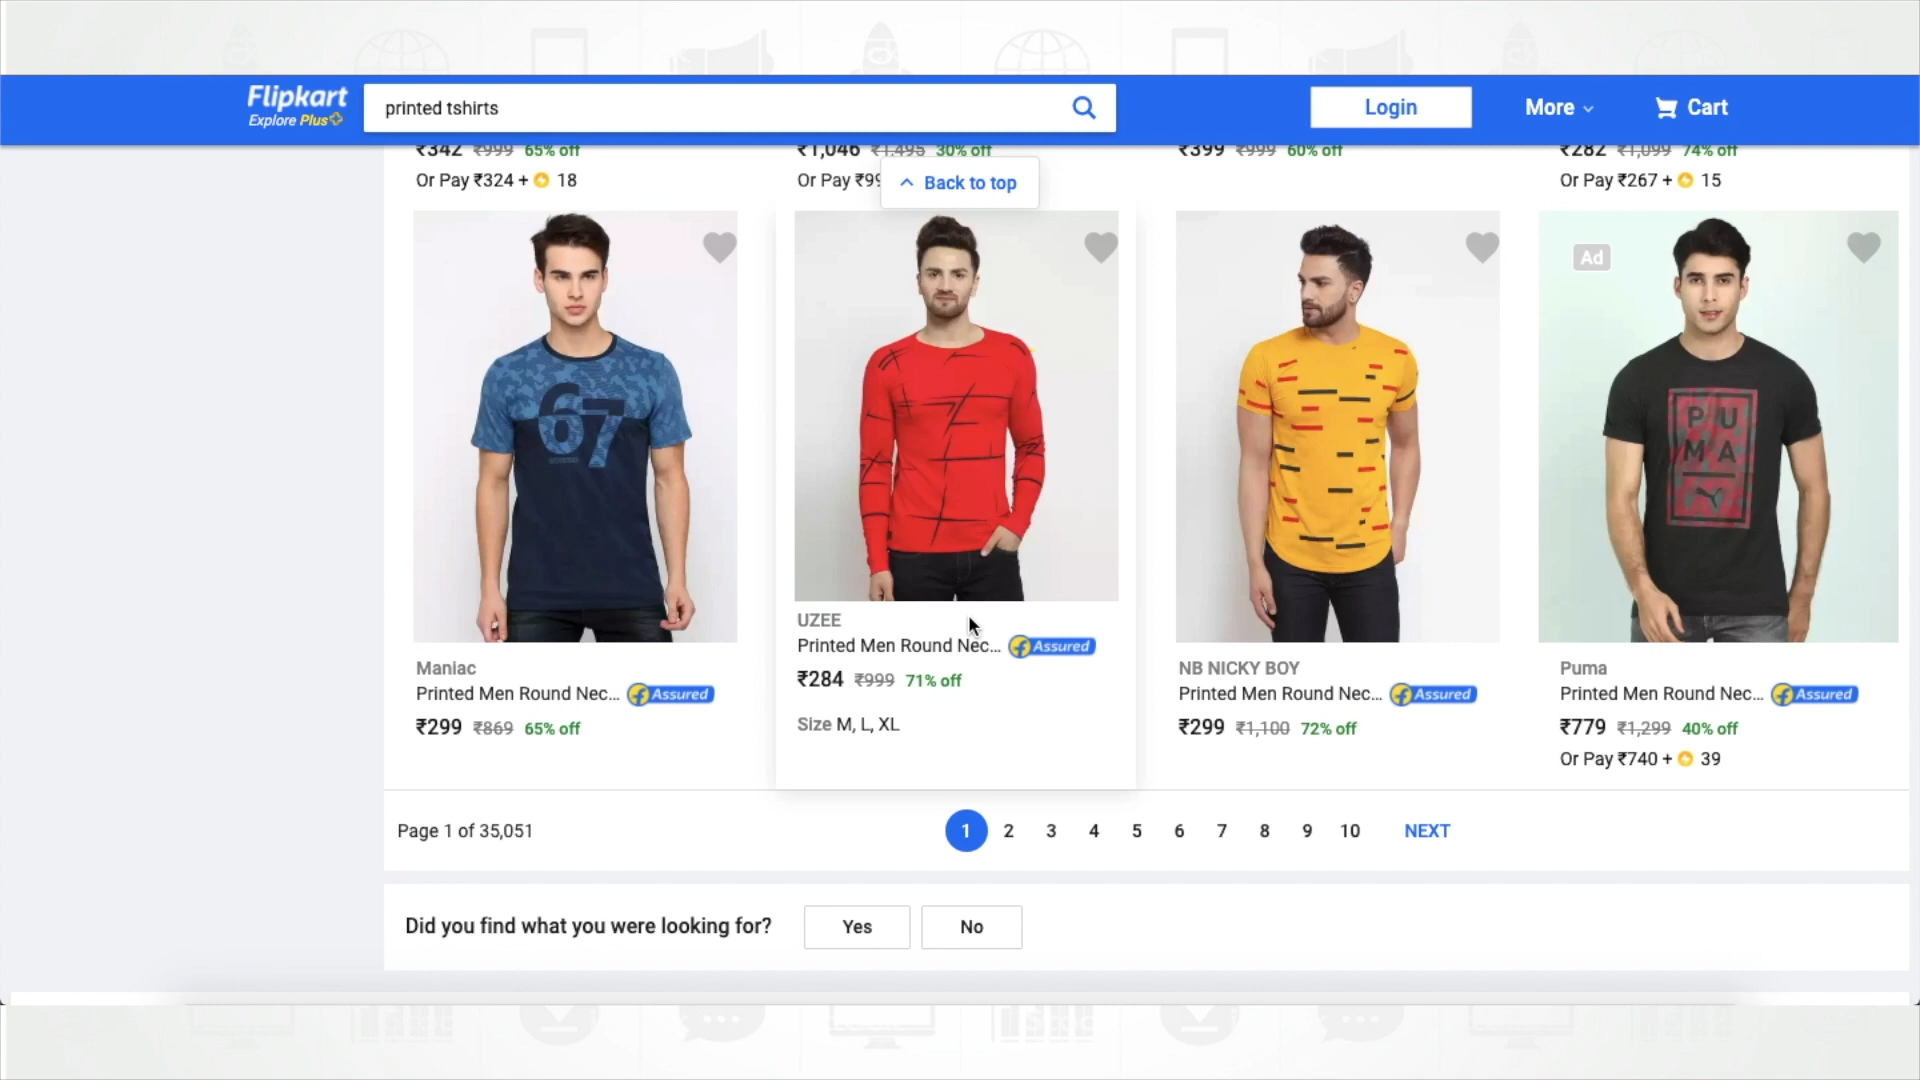 Flipkart
Explore Plus
printed tshirts
Login
More
Cart
₹342 ₹999 65% off
₹1,046 ₹1,495 30% off
₹399 ₹999 60% off
₹282 ₹1,099 74% off
Or Pay ₹324 + 18
Or Pay ₹99
Back to top
Or Pay ₹267 + 15
67
Ad
PU
MA
UZEE
Printed Men Round Nec... Assured
₹284 ₹999 71% off
Size M, L, XL
Maniac
Printed Men Round Nec... Assured
₹299 ₹869 65% off
NB NICKY BOY
Printed Men Round Nec... Assured
₹299 ₹1,100 72% off
Puma
Printed Men Round Nec... Assured
₹779 ₹1,299 40% off
Or Pay ₹740 + 39
Page 1 of 35,051
1 2 3 4 5 6 7 8 9 10 NEXT
Did you find what you were looking for? Yes No